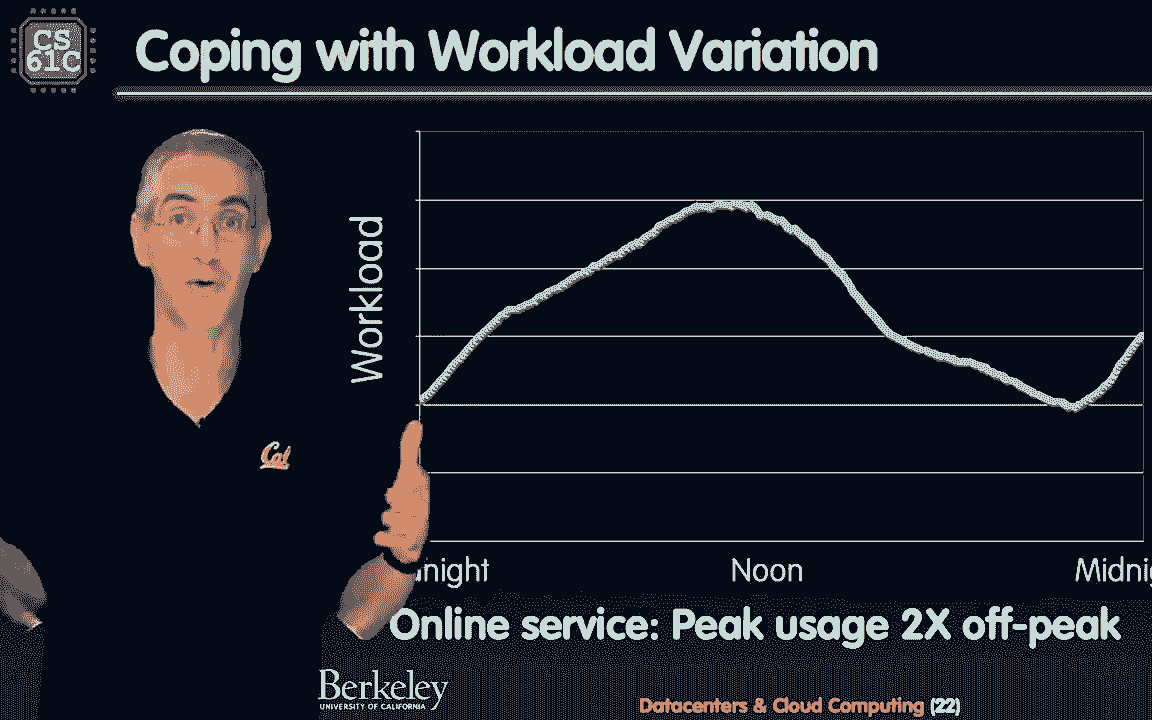 CS
61C
Coping with Workload Variation
Workload
Cal
Noon
Online service: Peak usage 2X off-peak
Berkeley
UNIVERSITY OF CALIFORNIA
Datacenters & Cloud Computing (22)